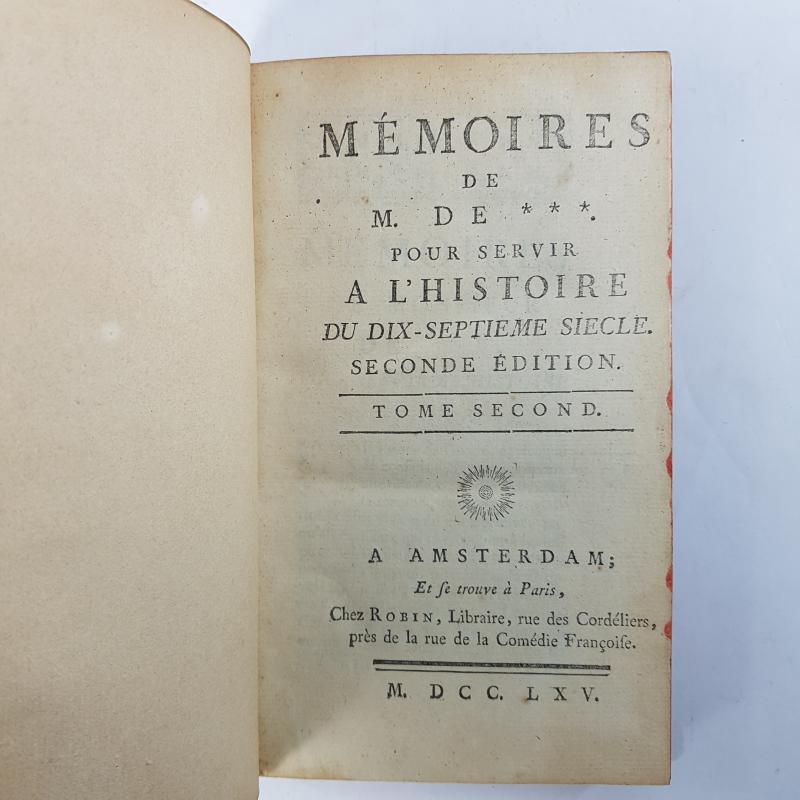 MÉMOIRES
DE
M. DE ***.
POUR SERVIR
A L'HISTOIRE
DU DIX-SEPTIEME SIECLE.
SECONDE ÉDITION.
TOME SECOND.
A AMSTERDAM;
Et ſe trouve à Paris,
Chez ROBIN, Libraire, rue des Cordéliers,
près de la rue de la Comédie Françoiſe.
M. DCC. LXV.